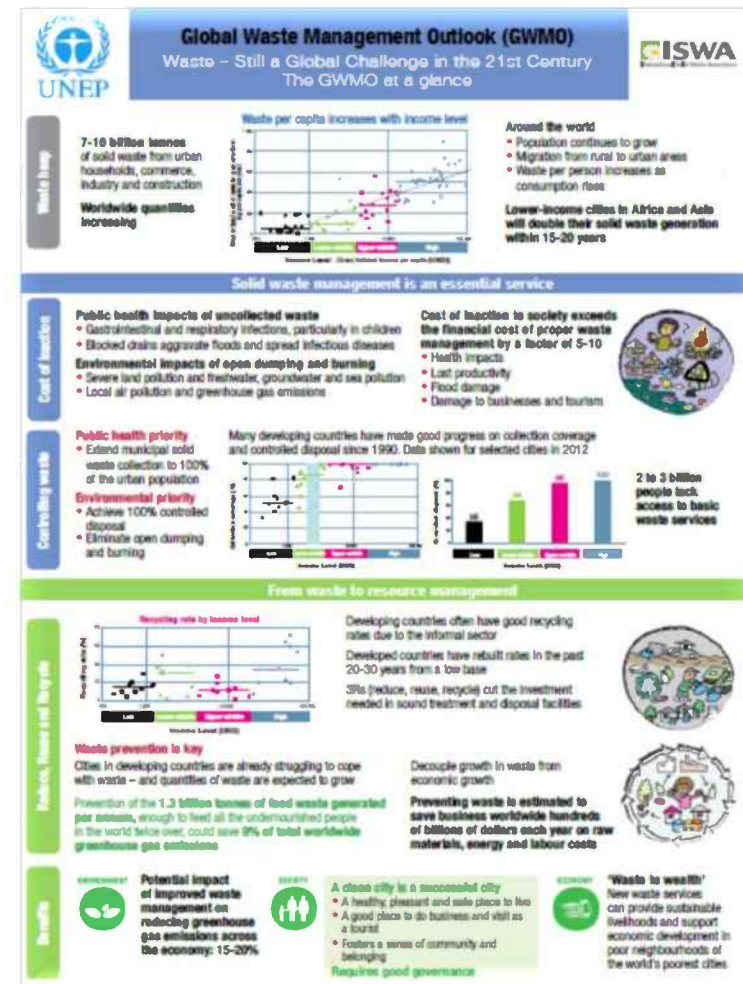 UNEP
Global Waste Management Outlook (GWMO)
Waste – Still a Global Challenge in the 21st Century
The GWMO at a glance
ISWA
Waste heap
7-10 billion tonnes
of solid waste from urban
households, commerce,
industry and construction
Worldwide quantities
increasing
Waste per capita increases with income level
Low
High
Around the world
• Population continues to grow
• Migration from rural to urban areas
• Waste per person increases as
consumption rises
Lower-income cities in Africa and Asia
will double their solid waste generation
within 15-20 years
Solid waste management is an essential service
Cost of inaction
Public health impacts of uncollected waste
• Gastrointestinal and respiratory infections, particularly in children
• Blocked drains aggravate floods and spread infectious diseases
Environmental impacts of open dumping and burning
• Severe land pollution and freshwater, groundwater and sea pollution
• Local air pollution and greenhouse gas emissions
Cost of inaction to society exceeds
the financial cost of proper waste
management by a factor of 5-10
• Health impacts
• Lost productivity
• Flood damage
• Damage to businesses and tourism
Controlling waste
Public health priority
• Extend municipal solid
waste collection to 100%
of the urban population
Environmental priority
• Achieve 100% controlled
disposal
• Eliminate open dumping
and burning
Many developing countries have made good progress on collection coverage
and controlled disposal since 1990. Data shown for selected cities in 2012
Low
High
Low
High
2 to 3 billion
people lack
access to basic
waste services
From waste to resource management
Reduce, Reuse and Recycle
Recycling rate by income level
Recycling rate (%)
Low
High
Developing countries often have good recycling
rates due to the informal sector
Developed countries have rebuilt rates in the past
20-30 years from a low base
3Rs (reduce, reuse, recycle) cut the investment
needed in sound treatment and disposal facilities
Waste prevention is key
Cities in developing countries are already struggling to cope
with waste – and quantities of waste are expected to grow
Prevention of the 1.3 billion tonnes of food waste generated
per annum, enough to feed all the undernourished people
in the world twice over, could save 9% of total worldwide
greenhouse gas emissions
Decouple growth in waste from
economic growth
Preventing waste is estimated to
save business worldwide hundreds
of billions of dollars each year on raw
materials, energy and labour costs
Benefits
ENVIRONMENT
Potential impact
of improved waste
management on
reducing greenhouse
gas emissions across
the economy: 15-20%
SOCIETY
A clean city is a successful city
• A healthy, pleasant and safe place to live
• A good place to do business and visit as
a tourist
• Fosters a sense of community and
belonging
Requires good governance
ECONOMY
'Waste to wealth'
New waste services
can provide sustainable
livelihoods and support
economic development in
poor neighbourhoods of
the world's poorest cities